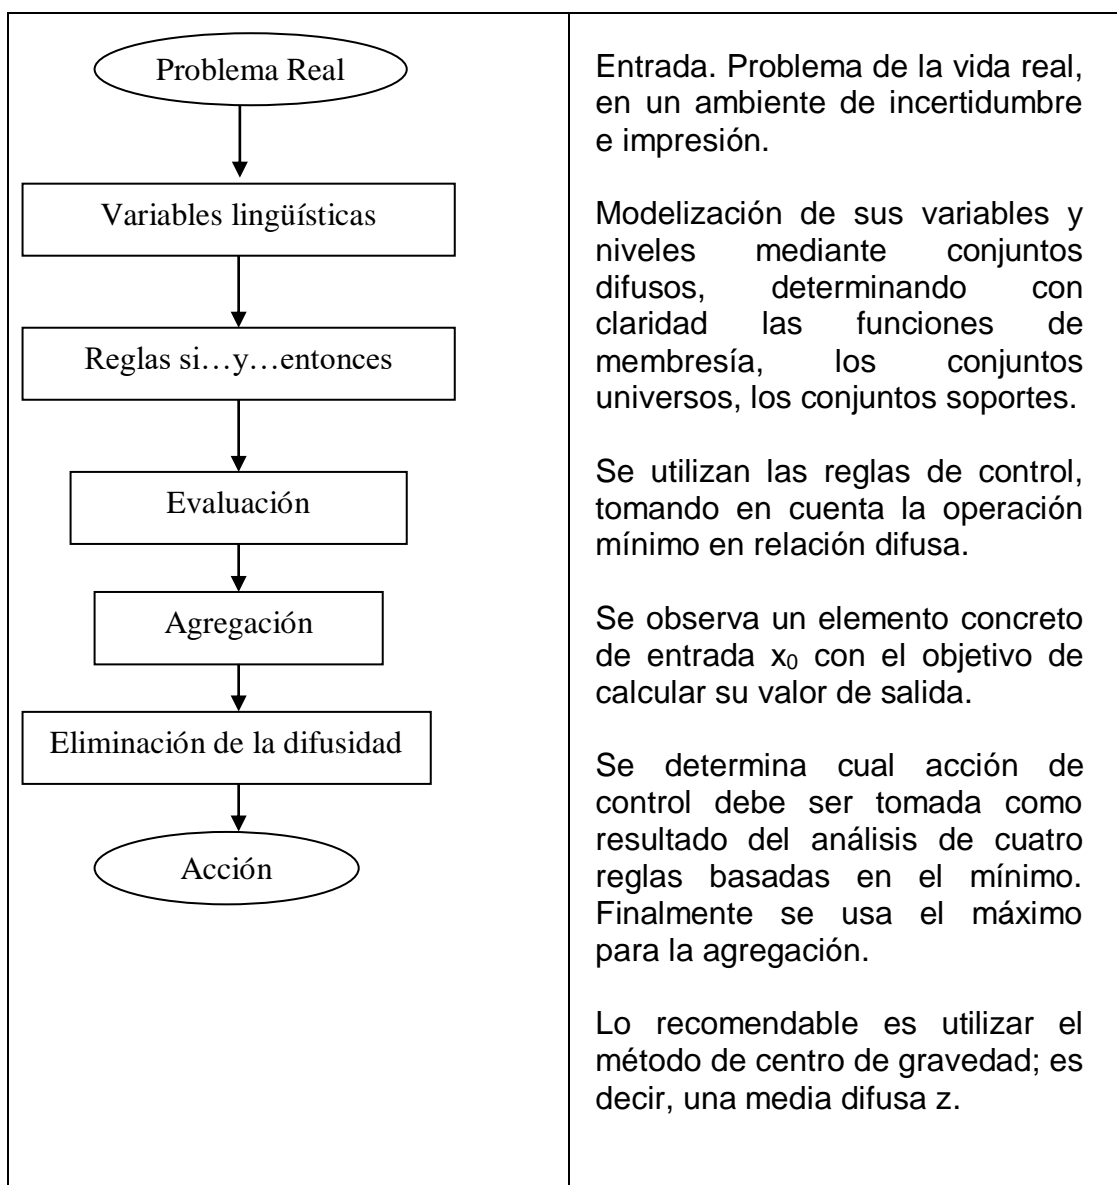 Problema Real
Variables lingüísticas
Reglas si…y…entonces
Evaluación
Agregación
Eliminación de la difusidad
Acción
Entrada. Problema de la vida real,
en un ambiente de incertidumbre
e impresión.
Modelización de sus variables y
niveles mediante conjuntos
difusos, determinando con
claridad las funciones de
membresía, los conjuntos
universos, los conjuntos soportes.
Se utilizan las reglas de control,
tomando en cuenta la operación
mínimo en relación difusa.
Se observa un elemento concreto
de entrada x₀ con el objetivo de
calcular su valor de salida.
Se determina cual acción de
control debe ser tomada como
resultado del análisis de cuatro
reglas basadas en el mínimo.
Finalmente se usa el máximo
para la agregación.
Lo recomendable es utilizar el
método de centro de gravedad; es
decir, una media difusa z.